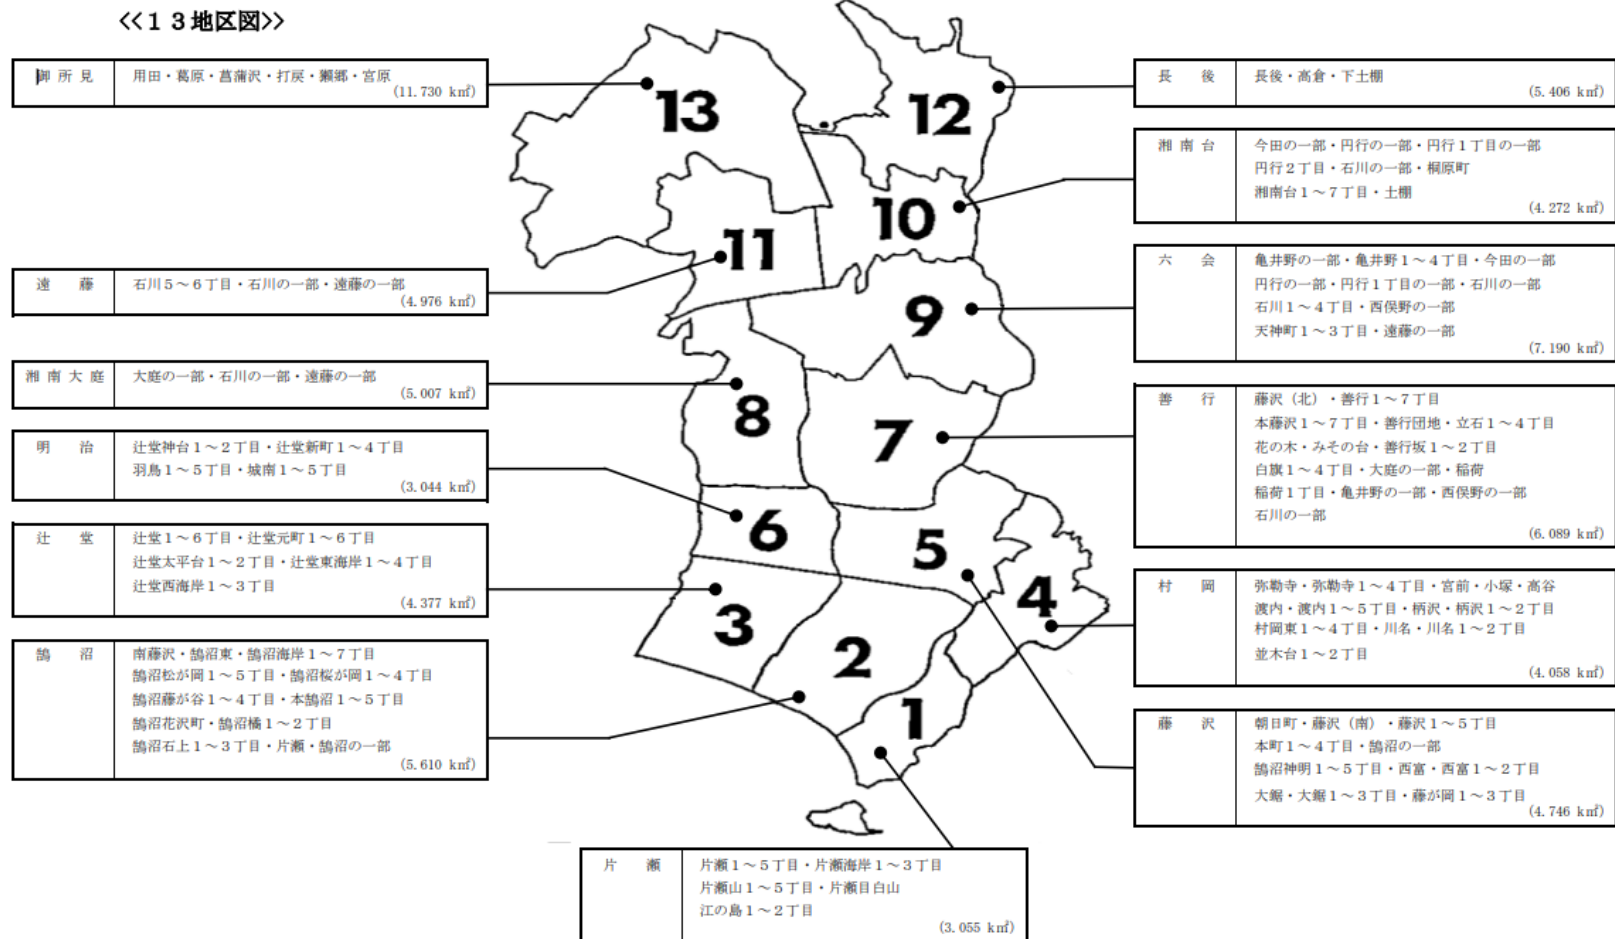 <<１３地区図>>
御所見
用田・葛原・菖蒲沢・打戻・獺郷・宮原
(11.730 k㎡)
遠藤
石川５～６丁目・石川の一部・遠藤の一部
(4.976 k㎡)
湘南大庭
大庭の一部・石川の一部・遠藤の一部
(5.007 k㎡)
明治
辻堂神台１～２丁目・辻堂新町１～４丁目
羽鳥１～５丁目・城南１～５丁目
(3.044 k㎡)
辻堂
辻堂１～６丁目・辻堂元町１～６丁目
辻堂太平台１～２丁目・辻堂東海岸１～４丁目
辻堂西海岸１～３丁目
(4.377 k㎡)
鵠沼
南藤沢・鵠沼東・鵠沼海岸１～７丁目
鵠沼松が岡１～５丁目・鵠沼桜が岡１～４丁目
鵠沼藤が谷１～４丁目・本鵠沼１～５丁目
鵠沼花沢町・鵠沼橘１～２丁目
鵠沼石上１～３丁目・片瀬・鵠沼の一部
(5.610 k㎡)
13
12
11
10
9
8
7
6
5
4
3
2
1
長後
長後・高倉・下土棚
(5.406 k㎡)
湘南台
今田の一部・円行の一部・円行１丁目の一部
円行２丁目・石川の一部・桐原町
湘南台１～７丁目・土棚
(4.272 k㎡)
六会
亀井野の一部・亀井野１～４丁目・今田の一部
円行の一部・円行１丁目の一部・石川の一部
石川１～４丁目・西俣野の一部
天神町１～３丁目・遠藤の一部
(7.190 k㎡)
善行
藤沢（北）・善行１～７丁目
本藤沢１～７丁目・善行団地・立石１～４丁目
花の木・みその台・善行坂１～２丁目
白旗１～４丁目・大庭の一部・稲荷
稲荷１丁目・亀井野の一部・西俣野の一部
石川の一部
(6.089 k㎡)
村岡
弥勒寺・弥勒寺１～４丁目・宮前・小塚・高谷
渡内・渡内１～５丁目・柄沢・柄沢１～２丁目
村岡東１～４丁目・川名・川名１～２丁目
並木台１～２丁目
(4.058 k㎡)
藤沢
朝日町・藤沢（南）・藤沢１～５丁目
本町１～４丁目・鵠沼の一部
鵠沼神明１～５丁目・西富・西富１～２丁目
大鋸・大鋸１～３丁目・藤が岡１～３丁目
(4.746 k㎡)
片瀬
片瀬１～５丁目・片瀬海岸１～３丁目
片瀬山１～５丁目・片瀬目白山
江の島１～２丁目
(3.055 k㎡)